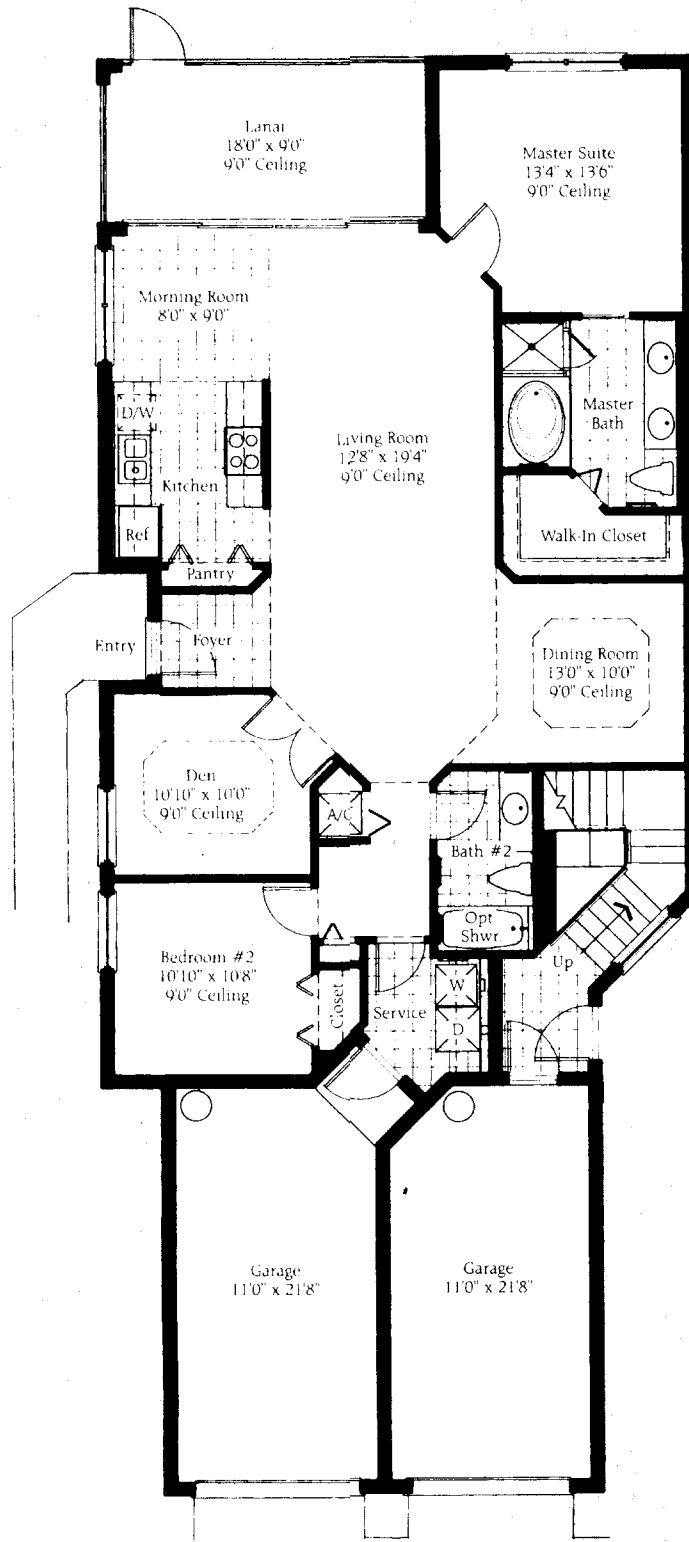 Lanai
18'0" x 9'0"
9'0" Ceiling
Master Suite
13'4" x 13'6"
9'0" Ceiling
Morning Room
8'0" x 9'0"
D/W
Master
Bath
Living Room
12'8" x 19'4"
9'0" Ceiling
Kitchen
Ref
Walk-In Closet
Pantry
Entry
Foyer
Dining Room
13'0" x 10'0"
9'0" Ceiling
Den
10'10" x 10'0"
9'0" Ceiling
A/C
Bath #2
Opt
Shwr.
Up
Bedroom #2
10'10" x 10'8"
9'0" Ceiling
Closet
Service
W
D
Garage
11'0" x 21'8"
Garage
11'0" x 21'8"